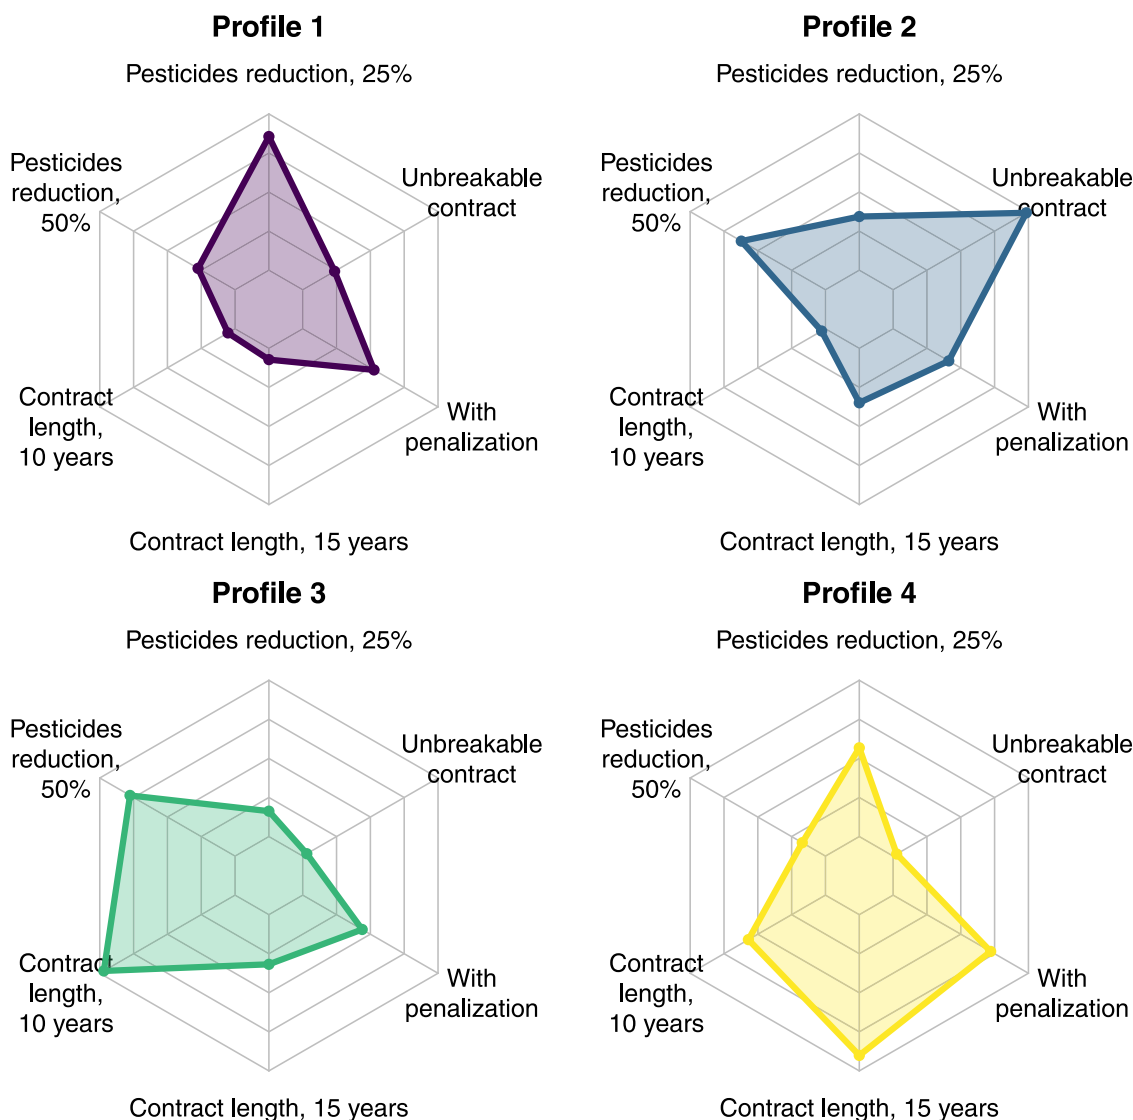 Profile 1
Pesticides reduction, 25%
Pesticides
reduction,
50%
Unbreakable
contract
Contract
length,
10 years
With
penalization
Contract length, 15 years
Profile 2
Pesticides reduction, 25%
Pesticides
reduction,
50%
Unbreakable
contract
Contract
length,
10 years
With
penalization
Contract length, 15 years
Profile 3
Pesticides reduction, 25%
Pesticides
reduction,
50%
Unbreakable
contract
Contract
length,
10 years
With
penalization
Contract length, 15 years
Profile 4
Pesticides reduction, 25%
Pesticides
reduction,
50%
Unbreakable
contract
Contract
length,
10 years
With
penalization
Contract length, 15 years